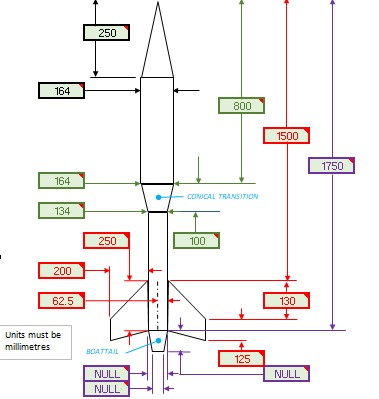 250
164
800
1500
1750
164
CONICAL TRANSITION
134
250
100
200
62.5
130
Units must be
millimetres
BOATTAIL
125
NULL
NULL
NULL